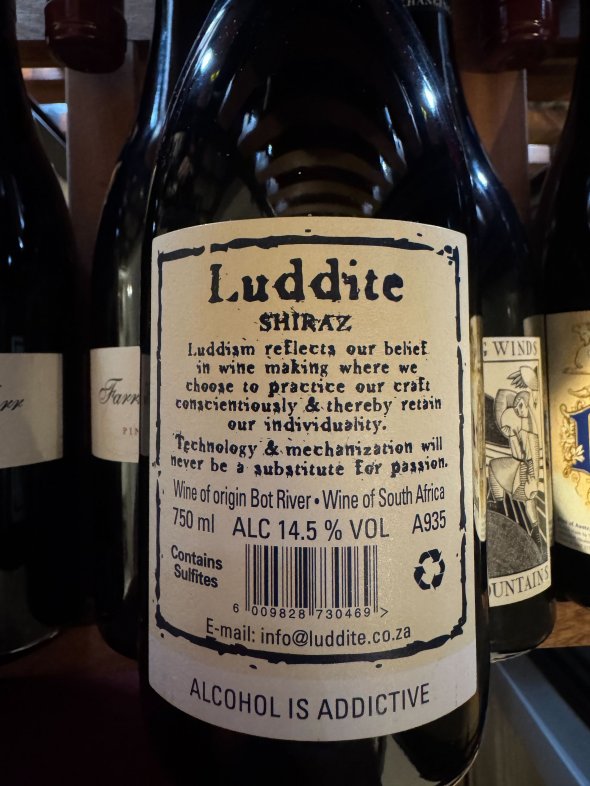 Luddite
SHIRAZ
Luddism reflects our belief
in wine making where we
choose to practice our craft
conscientiously & thereby retain
our individuality.
Technology & mechanization will
never be a substitute for passion.
Wine of origin Bot River • Wine of South Africa
750 ml ALC 14.5 % VOL A935
Contains
Sulfites
6 009828 730469 >
E-mail: info@luddite.co.za
ALCOHOL IS ADDICTIVE
Farr
PIN
G WINDS
OUNTAINS